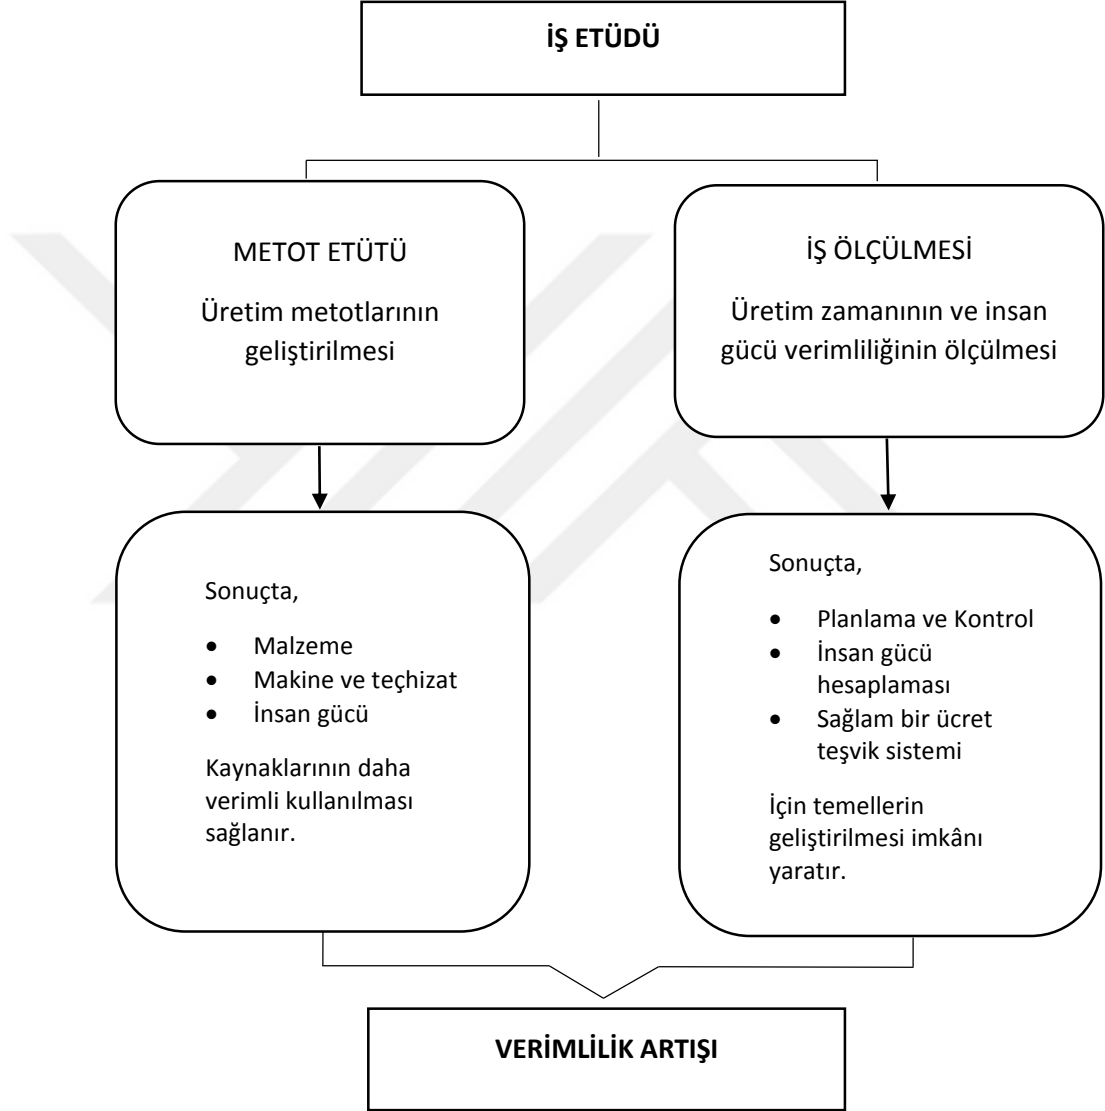 İŞ ETÜDÜ
METOT ETÜTÜ
Üretim metotlarının
geliştirilmesi
İŞ ÖLÇÜLMESİ
Üretim zamanının ve insan
gücü verimliliğinin ölçülmesi
Sonuçta,
• Malzeme
• Makine ve teçhizat
• İnsan gücü
Kaynaklarının daha
verimli kullanılması
sağlanır.
Sonuçta,
• Planlama ve Kontrol
• İnsan gücü
hesaplaması
• Sağlam bir ücret
teşvik sistemi
İçin temellerin
geliştirilmesi imkânı
yaratır.
VERİMLİLİK ARTIŞI